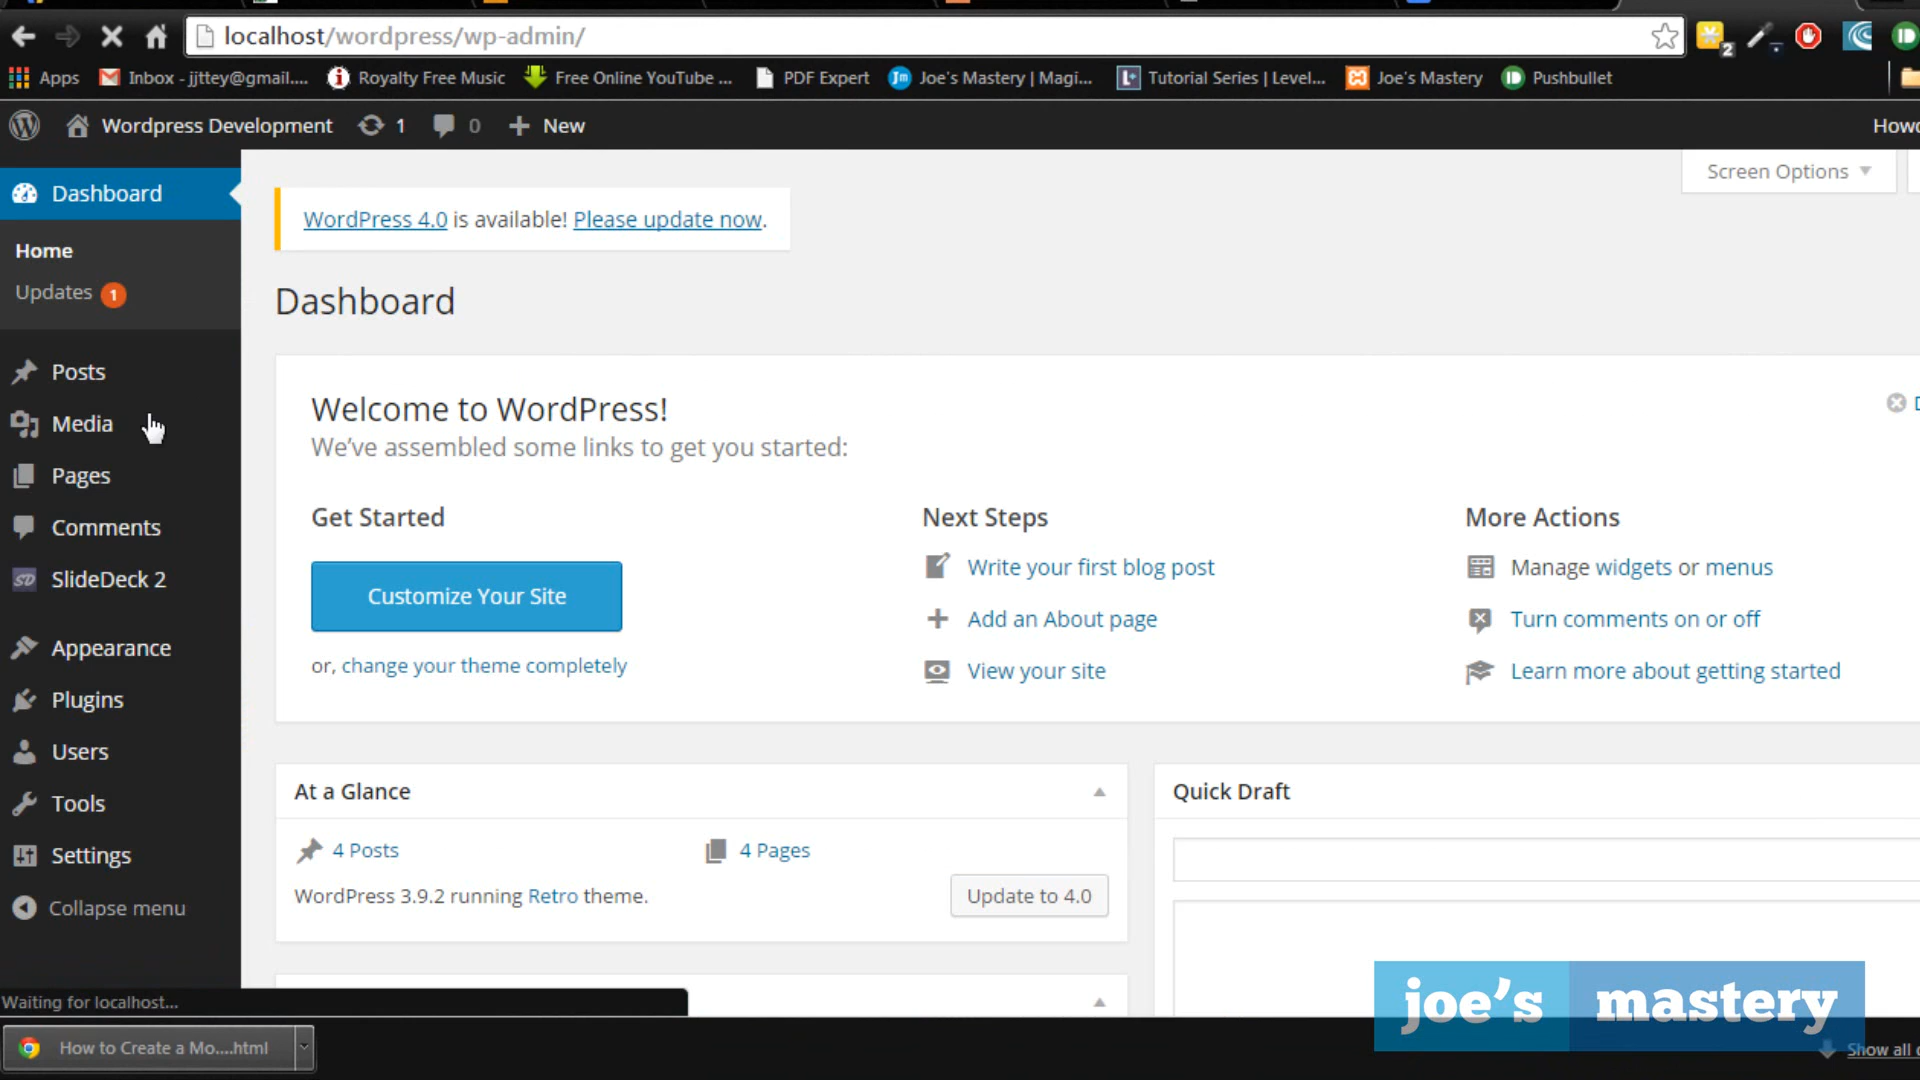 localhost/wordpress/wp-admin/
2
Apps Inbox - jjttey@gmail.... Royalty Free Music Free Online YouTube ... PDF Expert Joe's Mastery | Magi... Tutorial Series | Level... Joe's Mastery Pushbullet
Wordpress Development 1 0 New
Dashboard
Home
Updates 1
Posts
Media
Pages
Comments
SlideDeck 2
Appearance
Plugins
Users
Tools
Settings
Collapse menu
Screen Options
WordPress 4.0 is available! Please update now.
Dashboard
Welcome to WordPress!
We've assembled some links to get you started:
Get Started
Customize Your Site
or, change your theme completely
Next Steps
Write your first blog post
Add an About page
View your site
More Actions
Manage widgets or menus
Turn comments on or off
Learn more about getting started
At a Glance
4 Posts 4 Pages
WordPress 3.9.2 running Retro theme.
Update to 4.0
Quick Draft
Waiting for localhost...
joe's mastery
How to Create a Mo....html
Show all